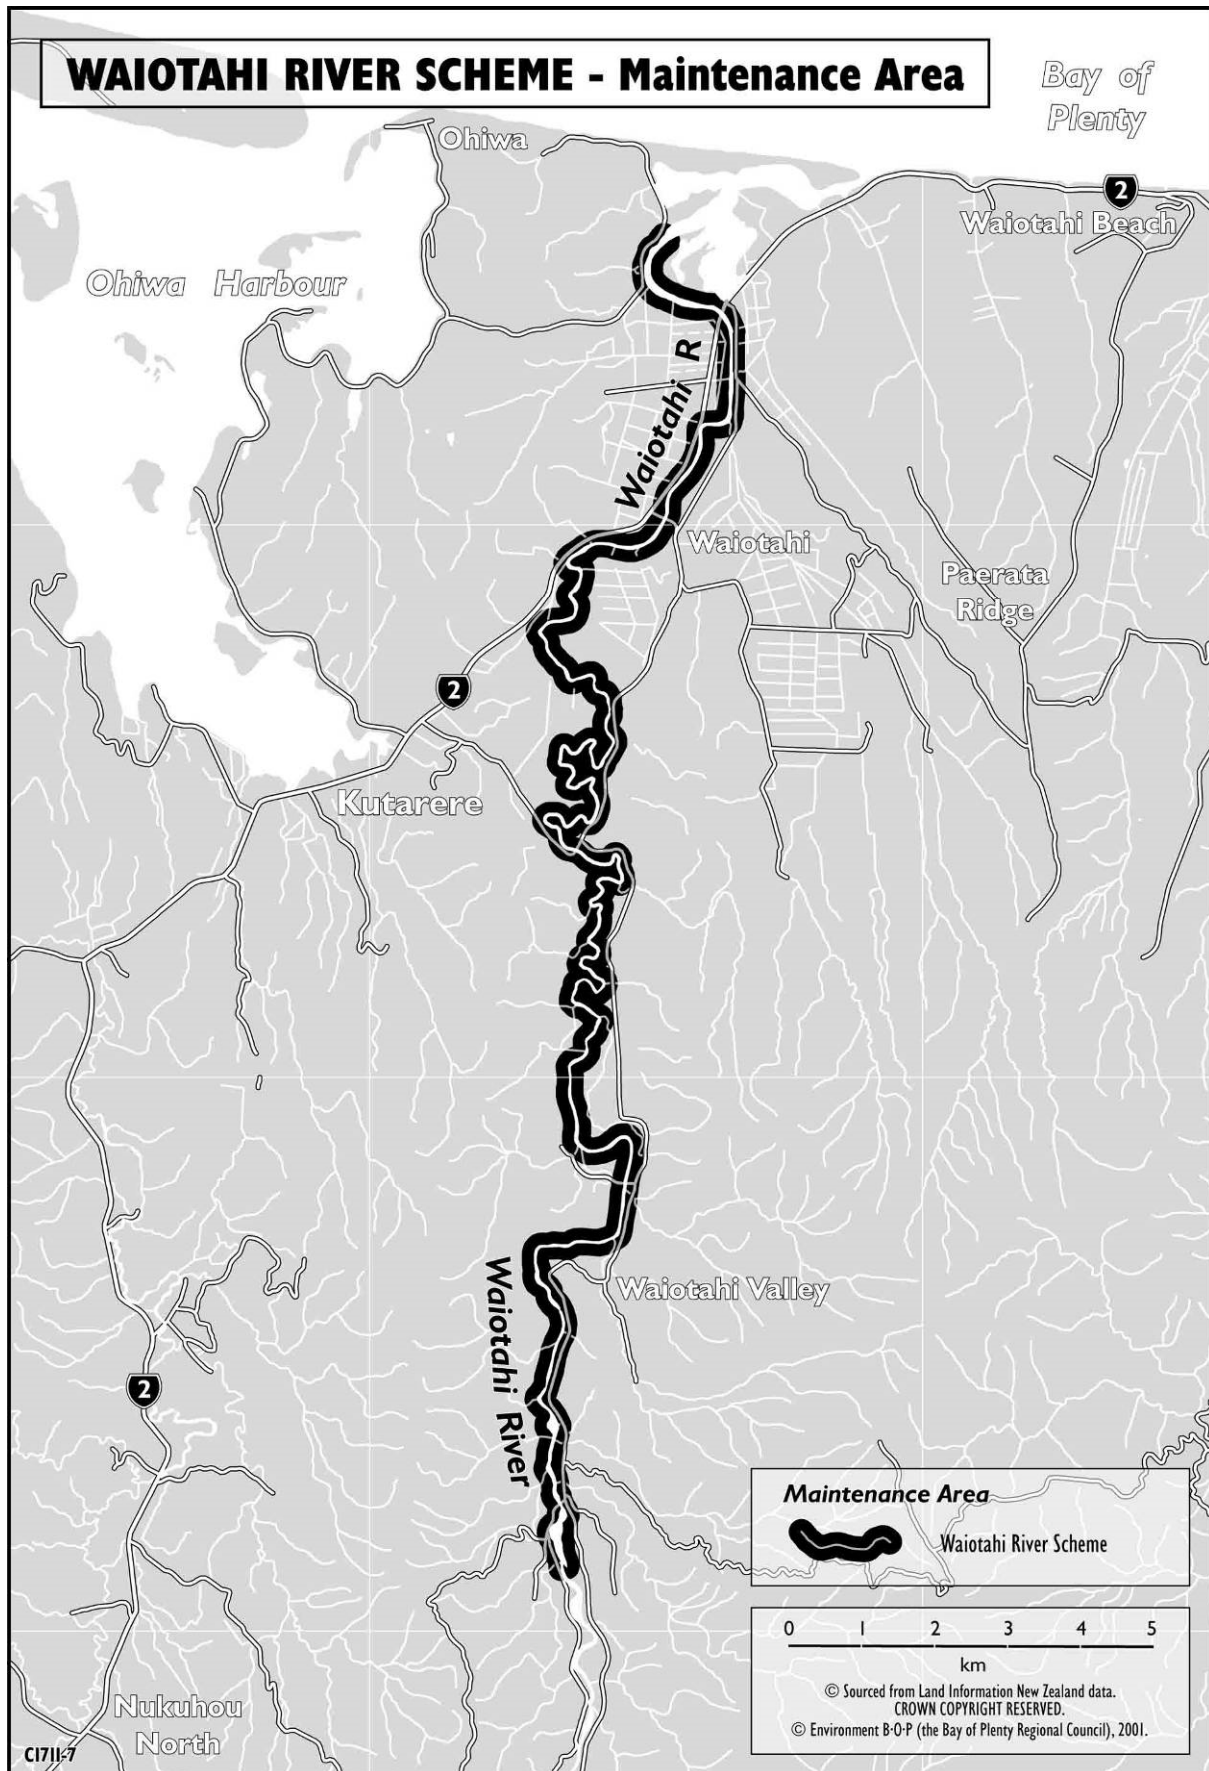 WAIOTAHI RIVER SCHEME - Maintenance Area
Bay of
Plenty
Ohiwa
2
Waiotahi Beach
Ohiwa Harbour
Waiotahi R
Waiotahi
Paerata
Ridge
2
Kutarere
Waiotahi Valley
Waiotahi River
2
Maintenance Area
Waiotahi River Scheme
0 1 2 3 4 5
km
© Sourced from Land Information New Zealand data.
CROWN COPYRIGHT RESERVED.
© Environment B·O·P (the Bay of Plenty Regional Council), 2001.
Nukuhou
North
C1711-7